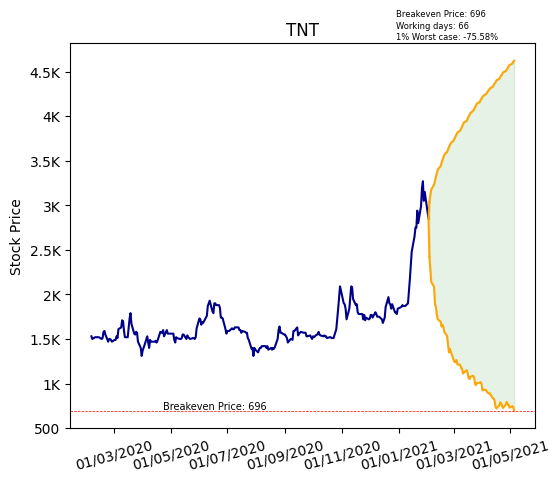 Breakeven Price: 696
Working days: 66
1% Worst case: -75.58%
TNT
Stock Price
4.5K
4K
3.5K
3K
2.5K
2K
1.5K
1K
500
Breakeven Price: 696
01/03/2020
01/05/2020
01/07/2020
01/09/2020
01/11/2020
01/01/2021
01/03/2021
01/05/2021